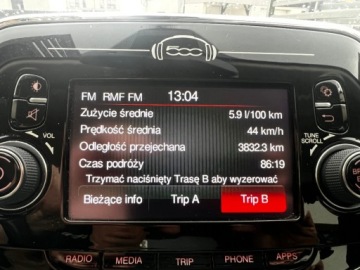 500
FM RMF FM 13:04
Zużycie średnie 5.9 l/100 km
Prędkość średnia 44 km/h
Odległość przejechana 3832.3 km
Czas podróży 86:19
Trzymać naciśnięty Trasę B aby wyzerować
Bieżące info Trip A Trip B
VOL
TUNE
SCROLL
RADIO MEDIA TRIP PHONE APPS